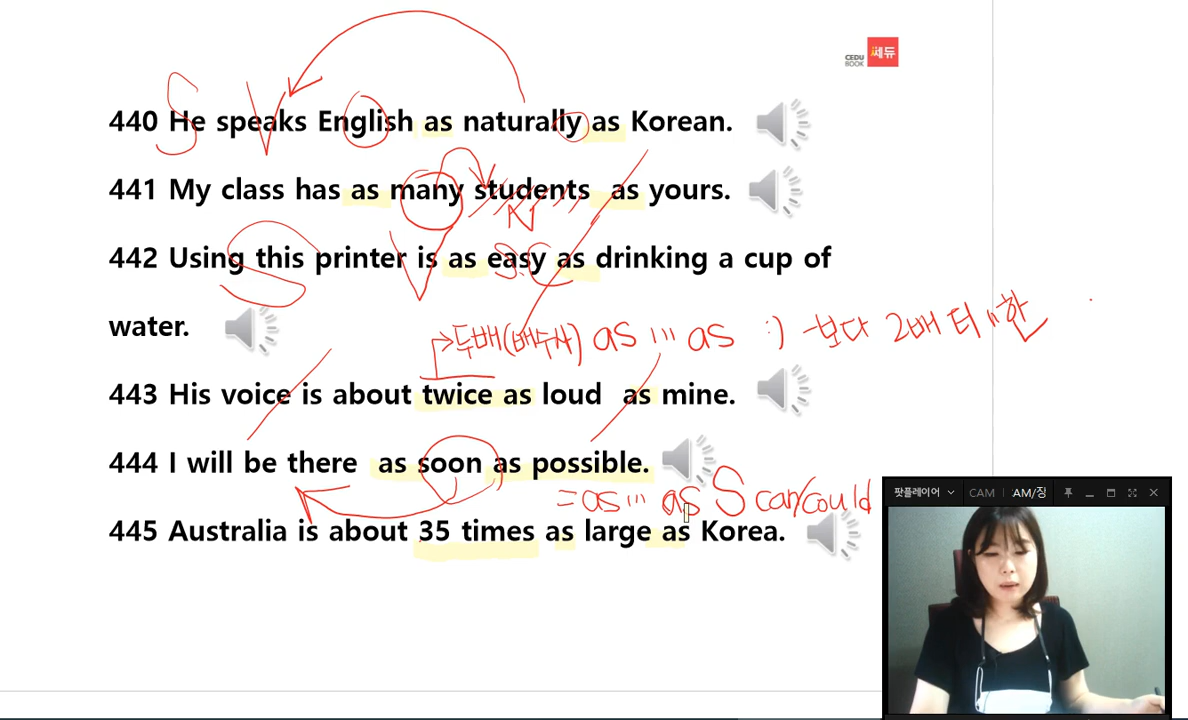 CEDU BOOK 쎄듀
440 He speaks English as naturally as Korean.
441 My class has as many students as yours.
442 Using this printer is as easy as drinking a cup of
water.
두배(배수사) as ... as :) ~보다 2배 더 ~한
443 His voice is about twice as loud as mine.
444 I will be there as soon as possible.
= as ... as S can/could
445 Australia is about 35 times as large as Korea.
팟플레이어 CAM AM/징
S V
V S.C
S